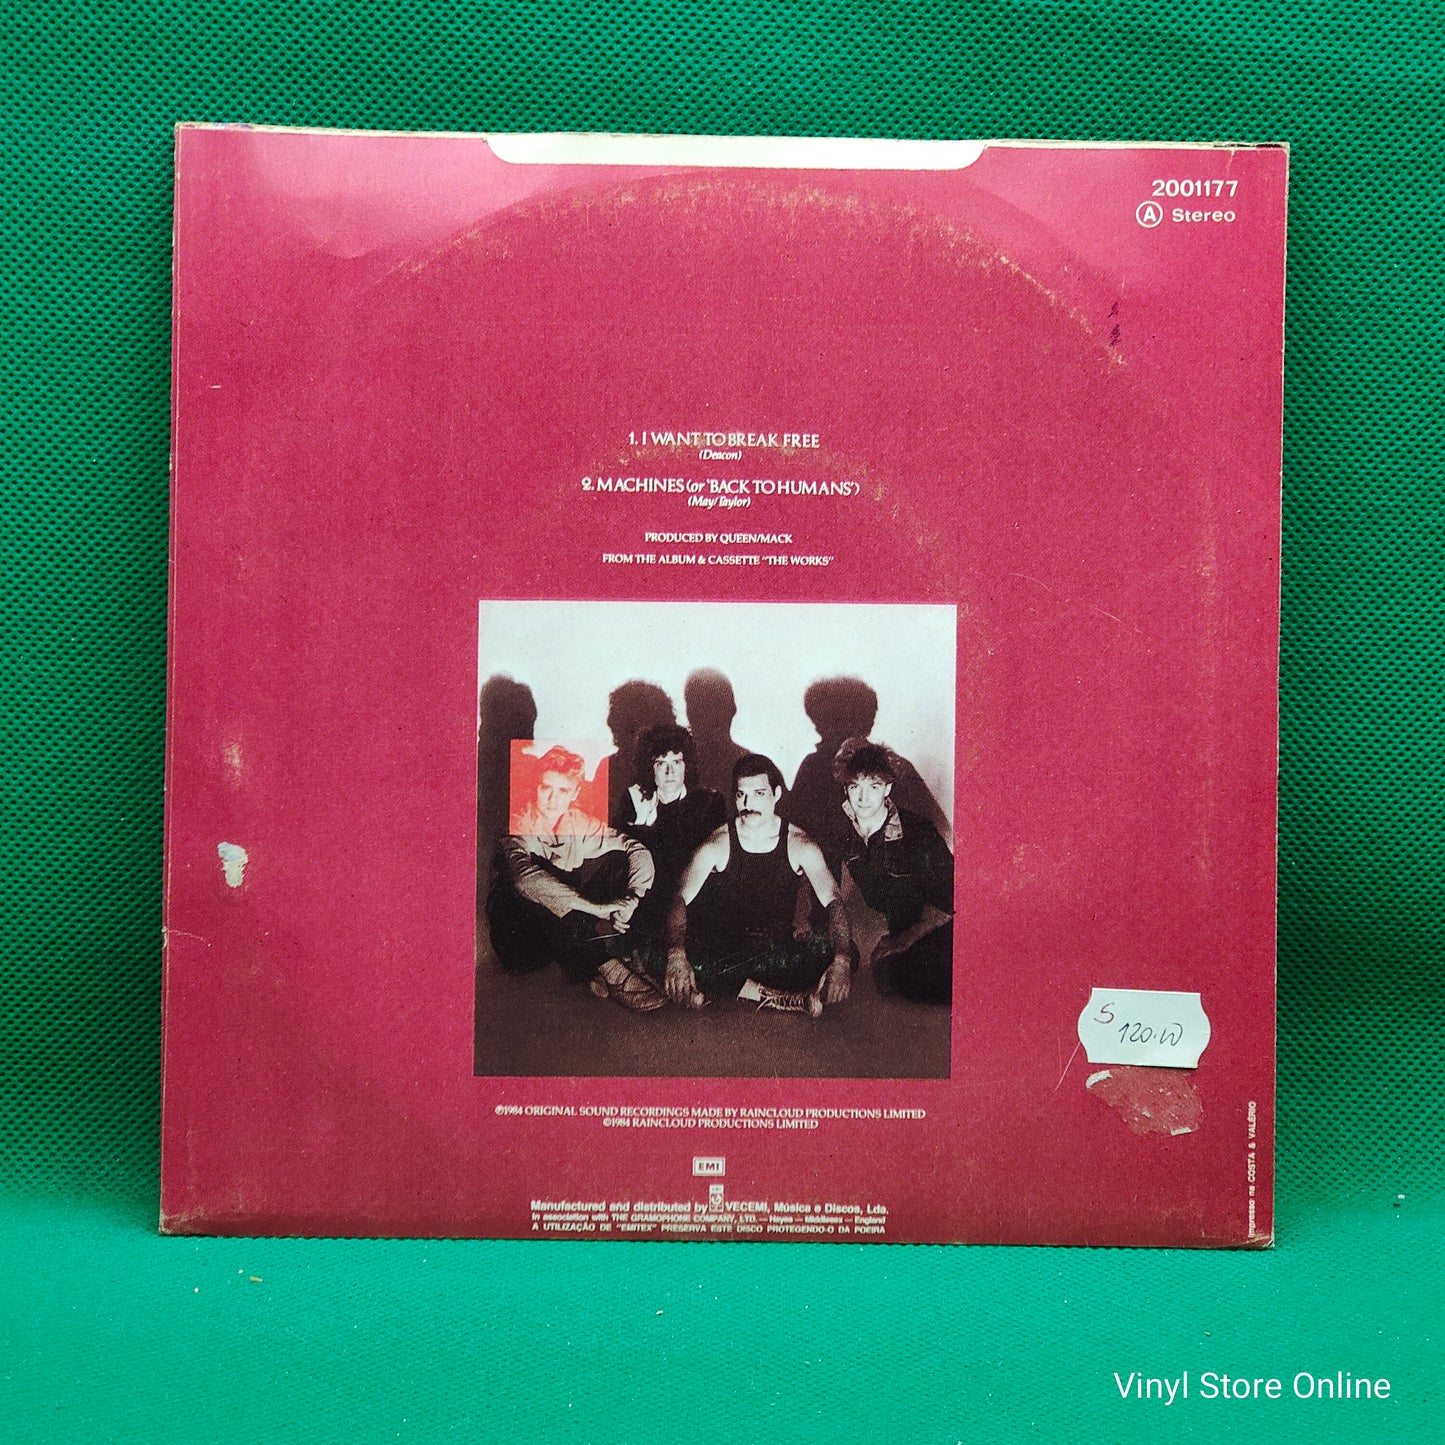 2001177
A Stereo
1. I WANT TO BREAK FREE
(Deacon)
2. MACHINES (or 'BACK TO HUMANS')
(May/Taylor)
PRODUCED BY QUEEN/MACK
FROM THE ALBUM & CASSETTE "THE WORKS"
S
120.00
℗1984 ORIGINAL SOUND RECORDINGS MADE BY RAINCLOUD PRODUCTIONS LIMITED
©1984 RAINCLOUD PRODUCTIONS LIMITED
EMI
Manufactured and distributed by VECEMI, Música e Discos, Lda.
In association with THE GRAMOPHONE COMPANY, LTD. — Hayes — Middlesex — England
A UTILIZAÇÃO DE "EMITEX" PRESERVA ESTE DISCO PROTEGENDO-O DA POEIRA
Impresso na COSTA & VALÉRIO
Vinyl Store Online